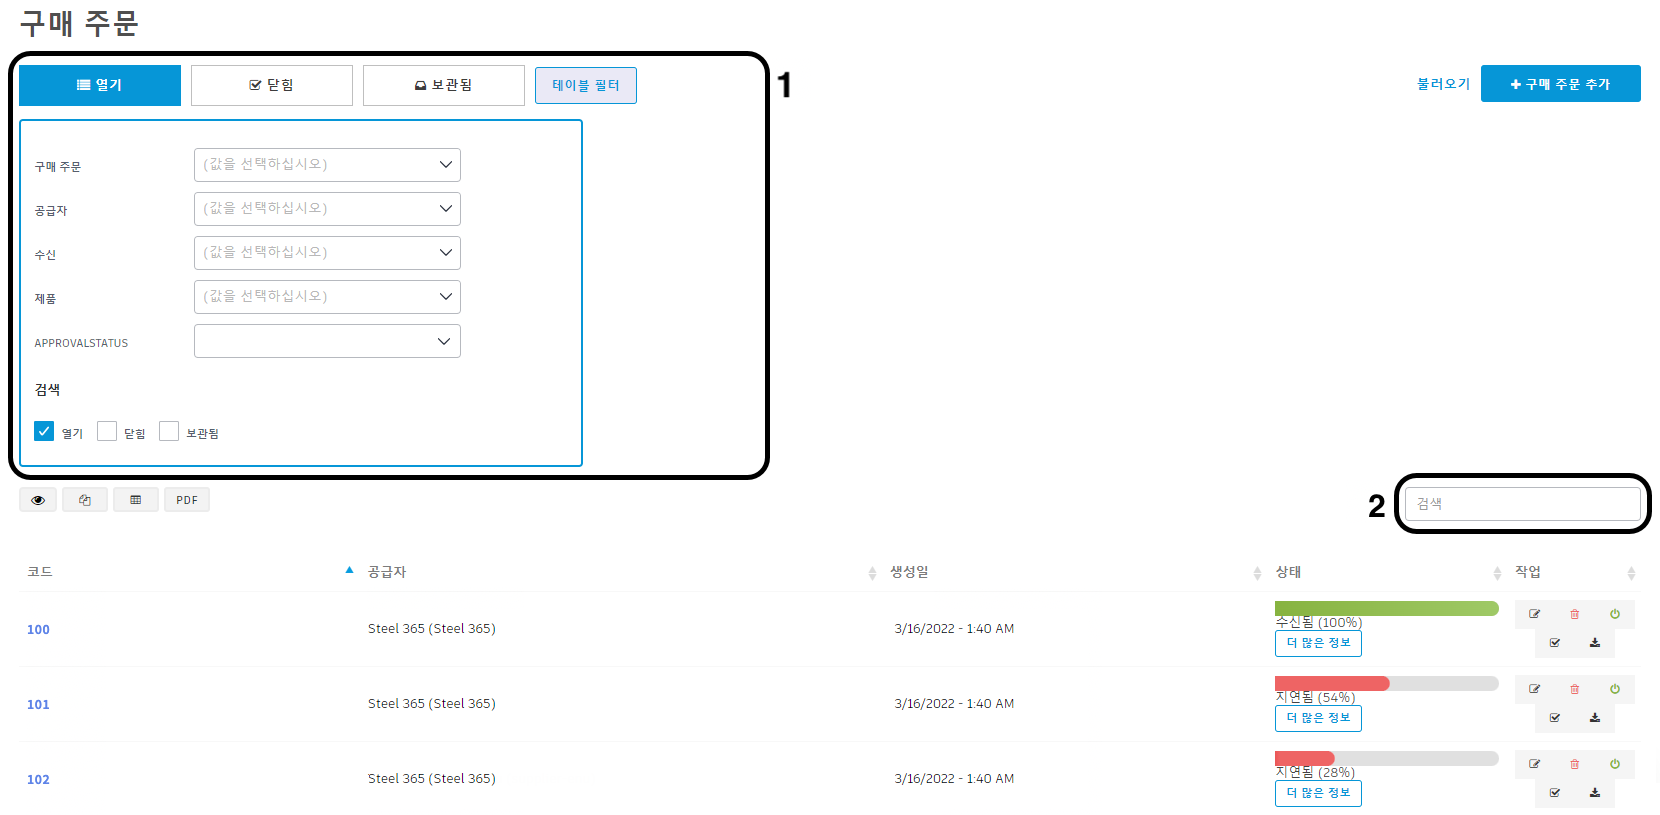 구매 주문
열기 닫힘 보관됨 테이블 필터 1 불러오기 구매 주문 추가
구매 주문 (값을 선택하십시오)
공급자 (값을 선택하십시오)
수신 (값을 선택하십시오)
제품 (값을 선택하십시오)
APPROVALSTATUS
검색
열기 닫힘 보관됨
PDF 2 검색
코드 공급자 생성일 상태 작업
100 Steel 365 (Steel 365) 3/16/2022 - 1:40 AM 수신됨 (100%)
더 많은 정보
101 Steel 365 (Steel 365) 3/16/2022 - 1:40 AM 지연됨 (54%)
더 많은 정보
102 Steel 365 (Steel 365) 3/16/2022 - 1:40 AM 지연됨 (28%)
더 많은 정보